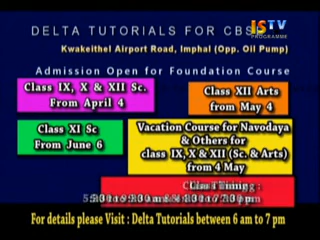 ISTV
PROGRAMME
DELTA TUTORIALS FOR CBS
Kwakeithel Airport Road, Imphal (Opp. Oil Pump)
Admission Open for Foundation Course
Class IX, X & XII Sc.
From April 4
Class XII Arts
from May 4
Class XI Sc
From June 6
Vacation Course for Navodaya
& Others for
class IX, X & XII (Sc. & Arts)
from 4 May
For details please Visit : Delta Tutorials between 6 am to 7 pm